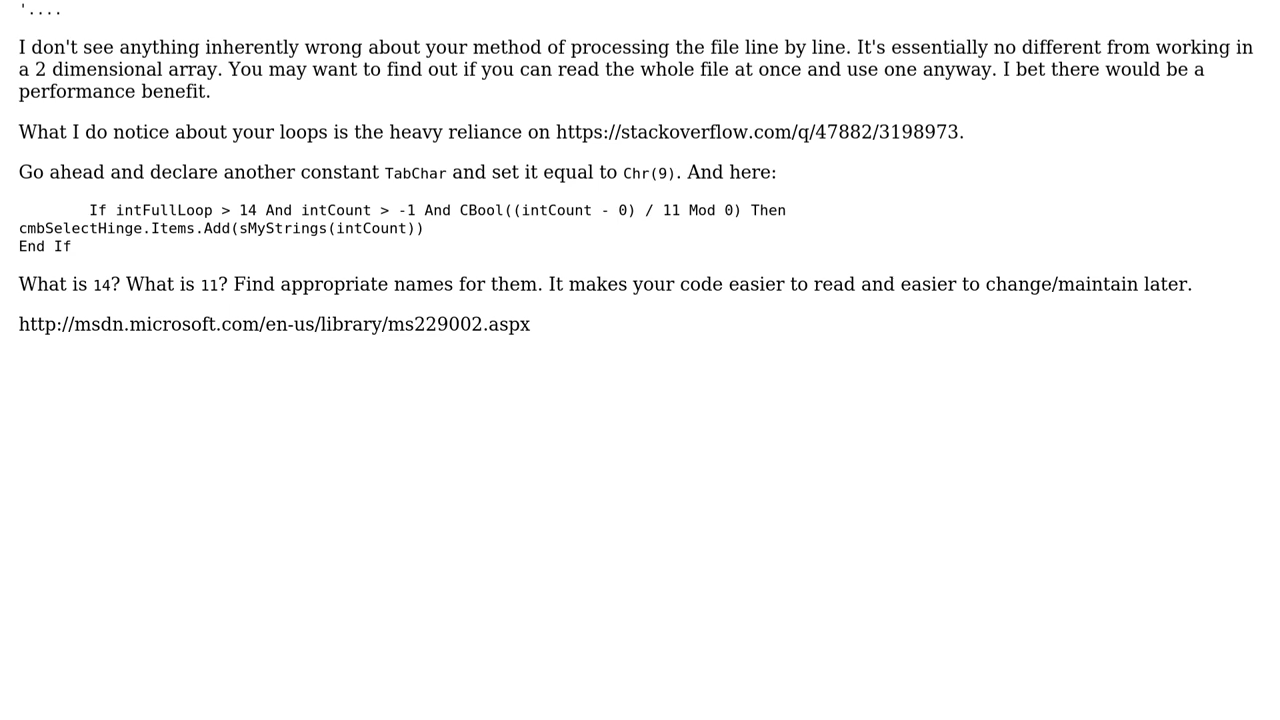 '....
I don't see anything inherently wrong about your method of processing the file line by line. It's essentially no different from working in
a 2 dimensional array. You may want to find out if you can read the whole file at once and use one anyway. I bet there would be a
performance benefit.
What I do notice about your loops is the heavy reliance on https://stackoverflow.com/q/47882/3198973.
Go ahead and declare another constant TabChar and set it equal to Chr(9). And here:
        If intFullLoop > 14 And intCount > -1 And CBool((intCount - 0) / 11 Mod 0) Then
cmbSelectHinge.Items.Add(sMyStrings(intCount))
End If
What is 14? What is 11? Find appropriate names for them. It makes your code easier to read and easier to change/maintain later.
http://msdn.microsoft.com/en-us/library/ms229002.aspx